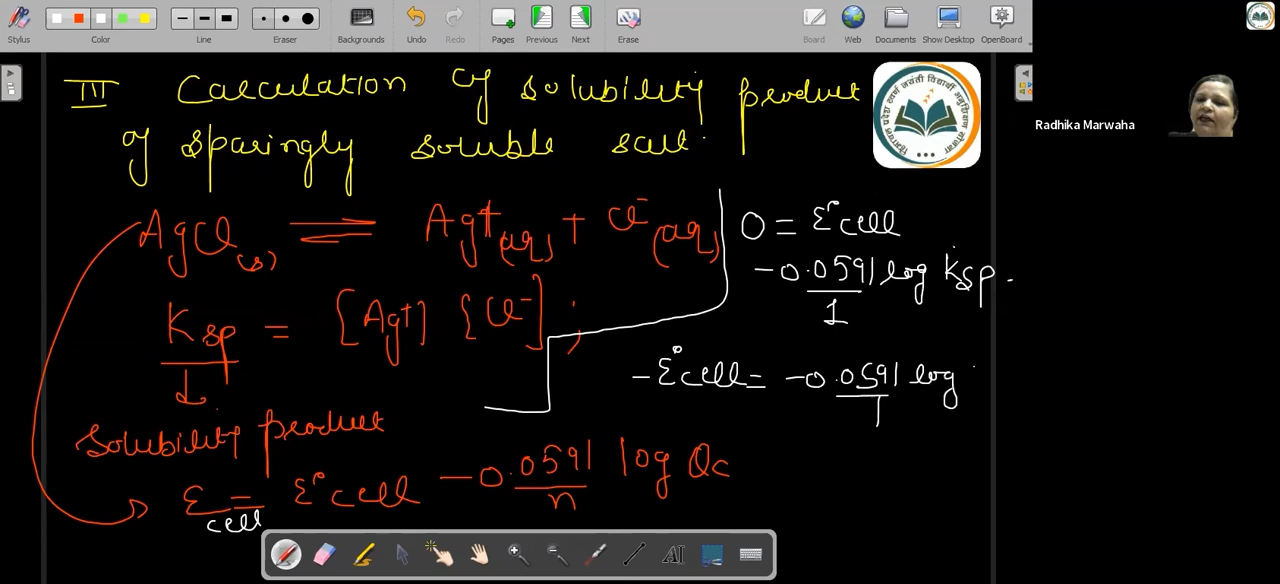 Stylus
Color
Line
Eraser
Backgrounds
Undo
Redo
Pages
Previous
Next
Erase
Board
Web
Documents
Show Desktop
OpenBoard
Radhika Marwaha
III Calculation of solubility product
of sparingly soluble salt.
AgCl(s) ⇌ Ag+(aq) + Cl-(aq)
Ksp = [Ag+] [Cl-] ;
↓
Solubility product
E cell = E° cell - 0.0591/n log Qc
0 = E° cell
- 0.0591/1 log Ksp.
- E° cell = - 0.0591/1 log
AI